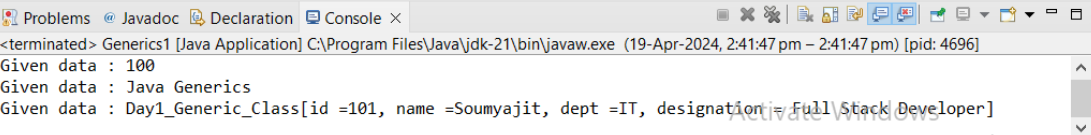 Problems @ Javadoc Declaration Console
<terminated> Generics1 [Java Application] C:\Program Files\Java\jdk-21\bin\javaw.exe (19-Apr-2024, 2:41:47 pm – 2:41:47 pm) [pid: 4696]
Given data : 100
Given data : Java Generics
Given data : Day1_Generic_Class[id =101, name =Soumyajit, dept =IT, designation = Full Stack Developer]
Activate Windows